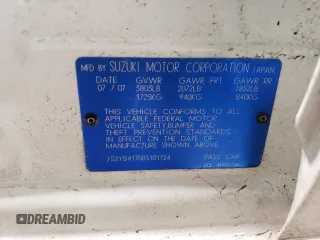 MFD BY SUZUKI MOTOR CORPORATION JAPAN
DATE GVWR GAWR FRT GAWR RR
07 / 07 3803LB 2072LB 1852LB
1725KG 940KG 840KG
THIS VEHICLE CONFORMS TO ALL
APPLICABLE FEDERAL MOTOR
VEHICLE SAFETY, BUMPER AND
THEFT PREVENTION STANDARDS
IN EFFECT ON THE DATE OF
MANUFACTURE SHOWN ABOVE
JS2YB417085101124
PASS CAR
DREAMBID